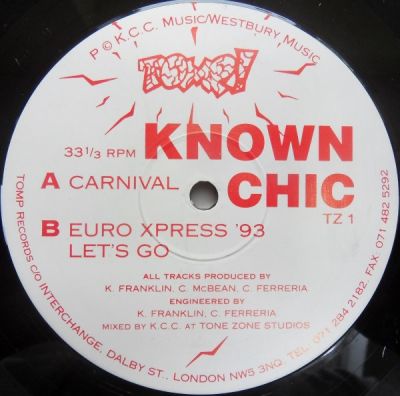 P © K.C.C. MUSIC/WESTBURY MUSIC
TOMP!
33 1/3 RPM
KNOWN
CHIC
TZ 1
A CARNIVAL
B EURO XPRESS '93
LET'S GO
ALL TRACKS PRODUCED BY
K. FRANKLIN, C. MCBEAN, C. FERRERIA
ENGINEERED BY
K. FRANKLIN, C. FERRERIA
MIXED BY K.C.C. AT TONE ZONE STUDIOS
TOMP RECORDS C/O INTERCHANGE, DALBY ST., LONDON NW5 3NQ. TEL. 071 284 2182. FAX. 071 482 5292